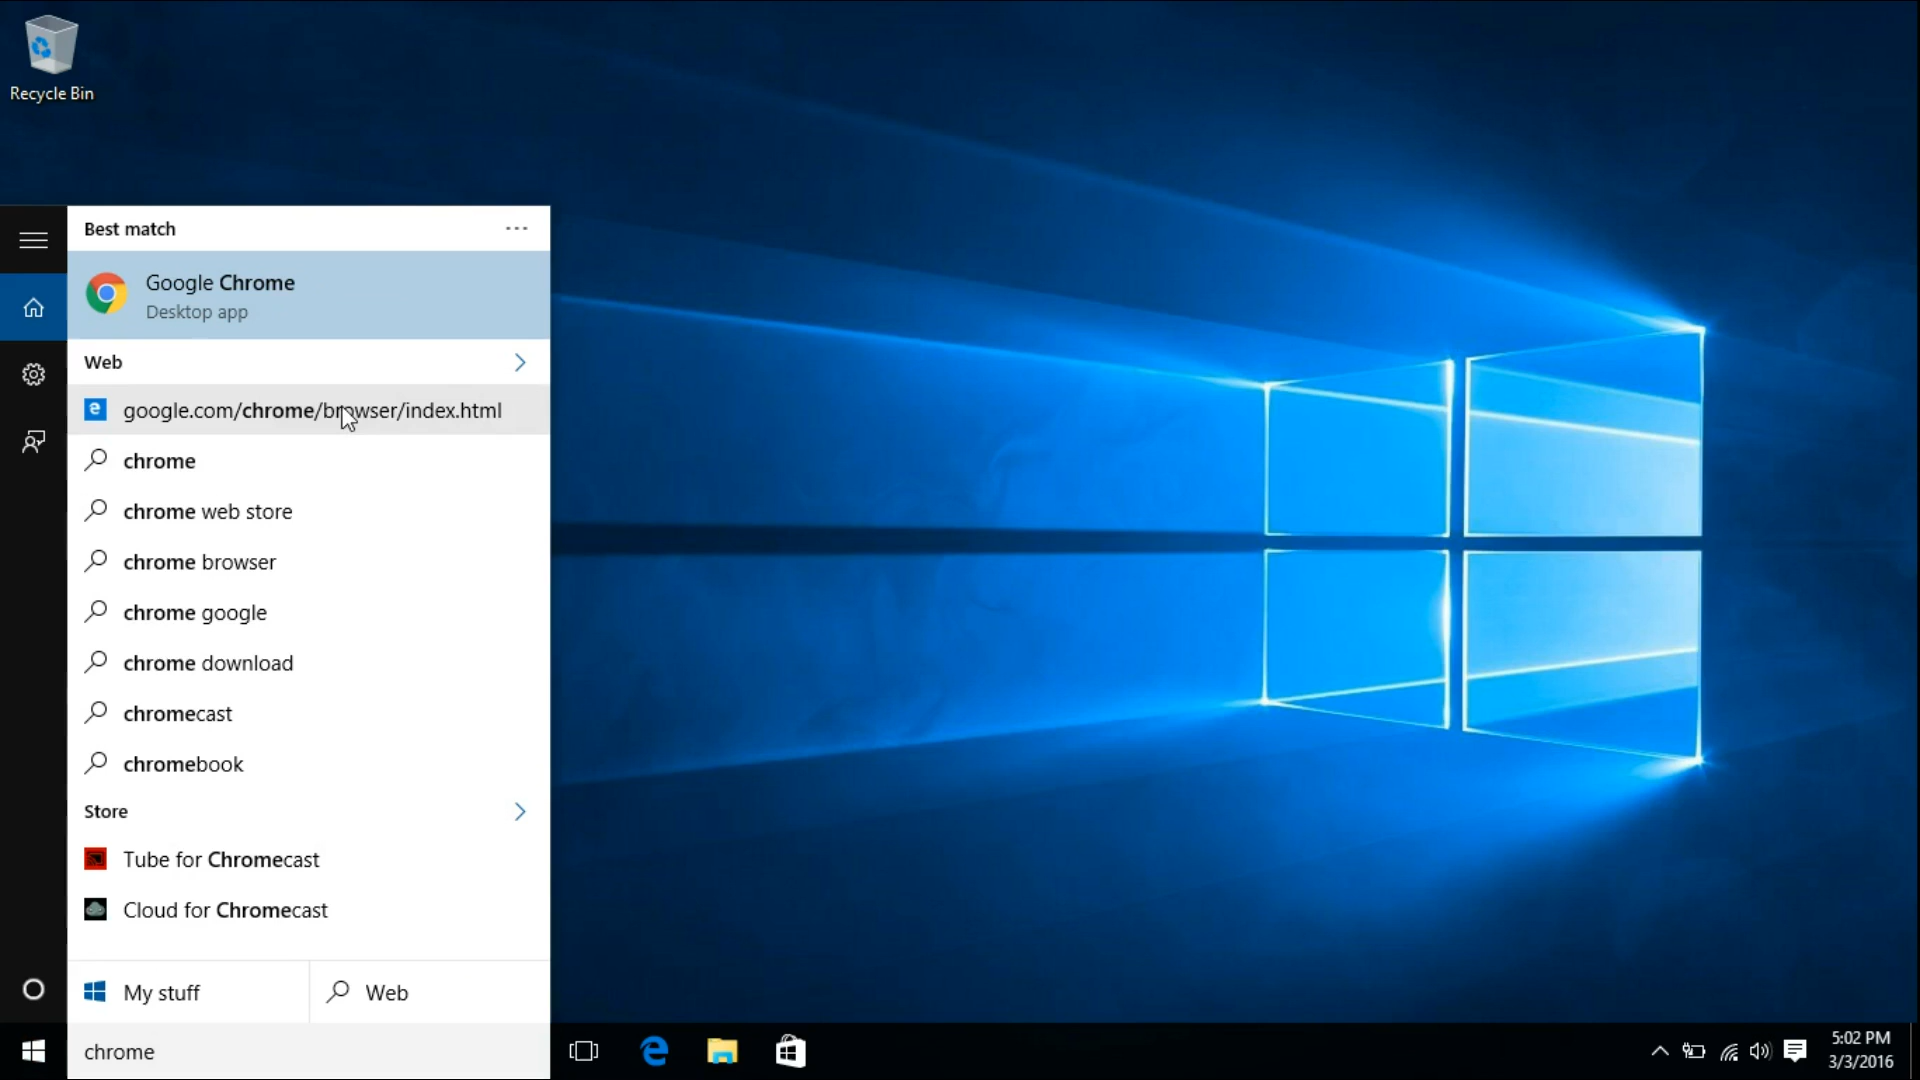 Recycle Bin
Best match
Google Chrome
Desktop app
Web
google.com/chrome/browser/index.html
chrome
chrome web store
chrome browser
chrome google
chrome download
chromecast
chromebook
Store
Tube for Chromecast
Cloud for Chromecast
My stuff
Web
chrome
5:02 PM
3/3/2016